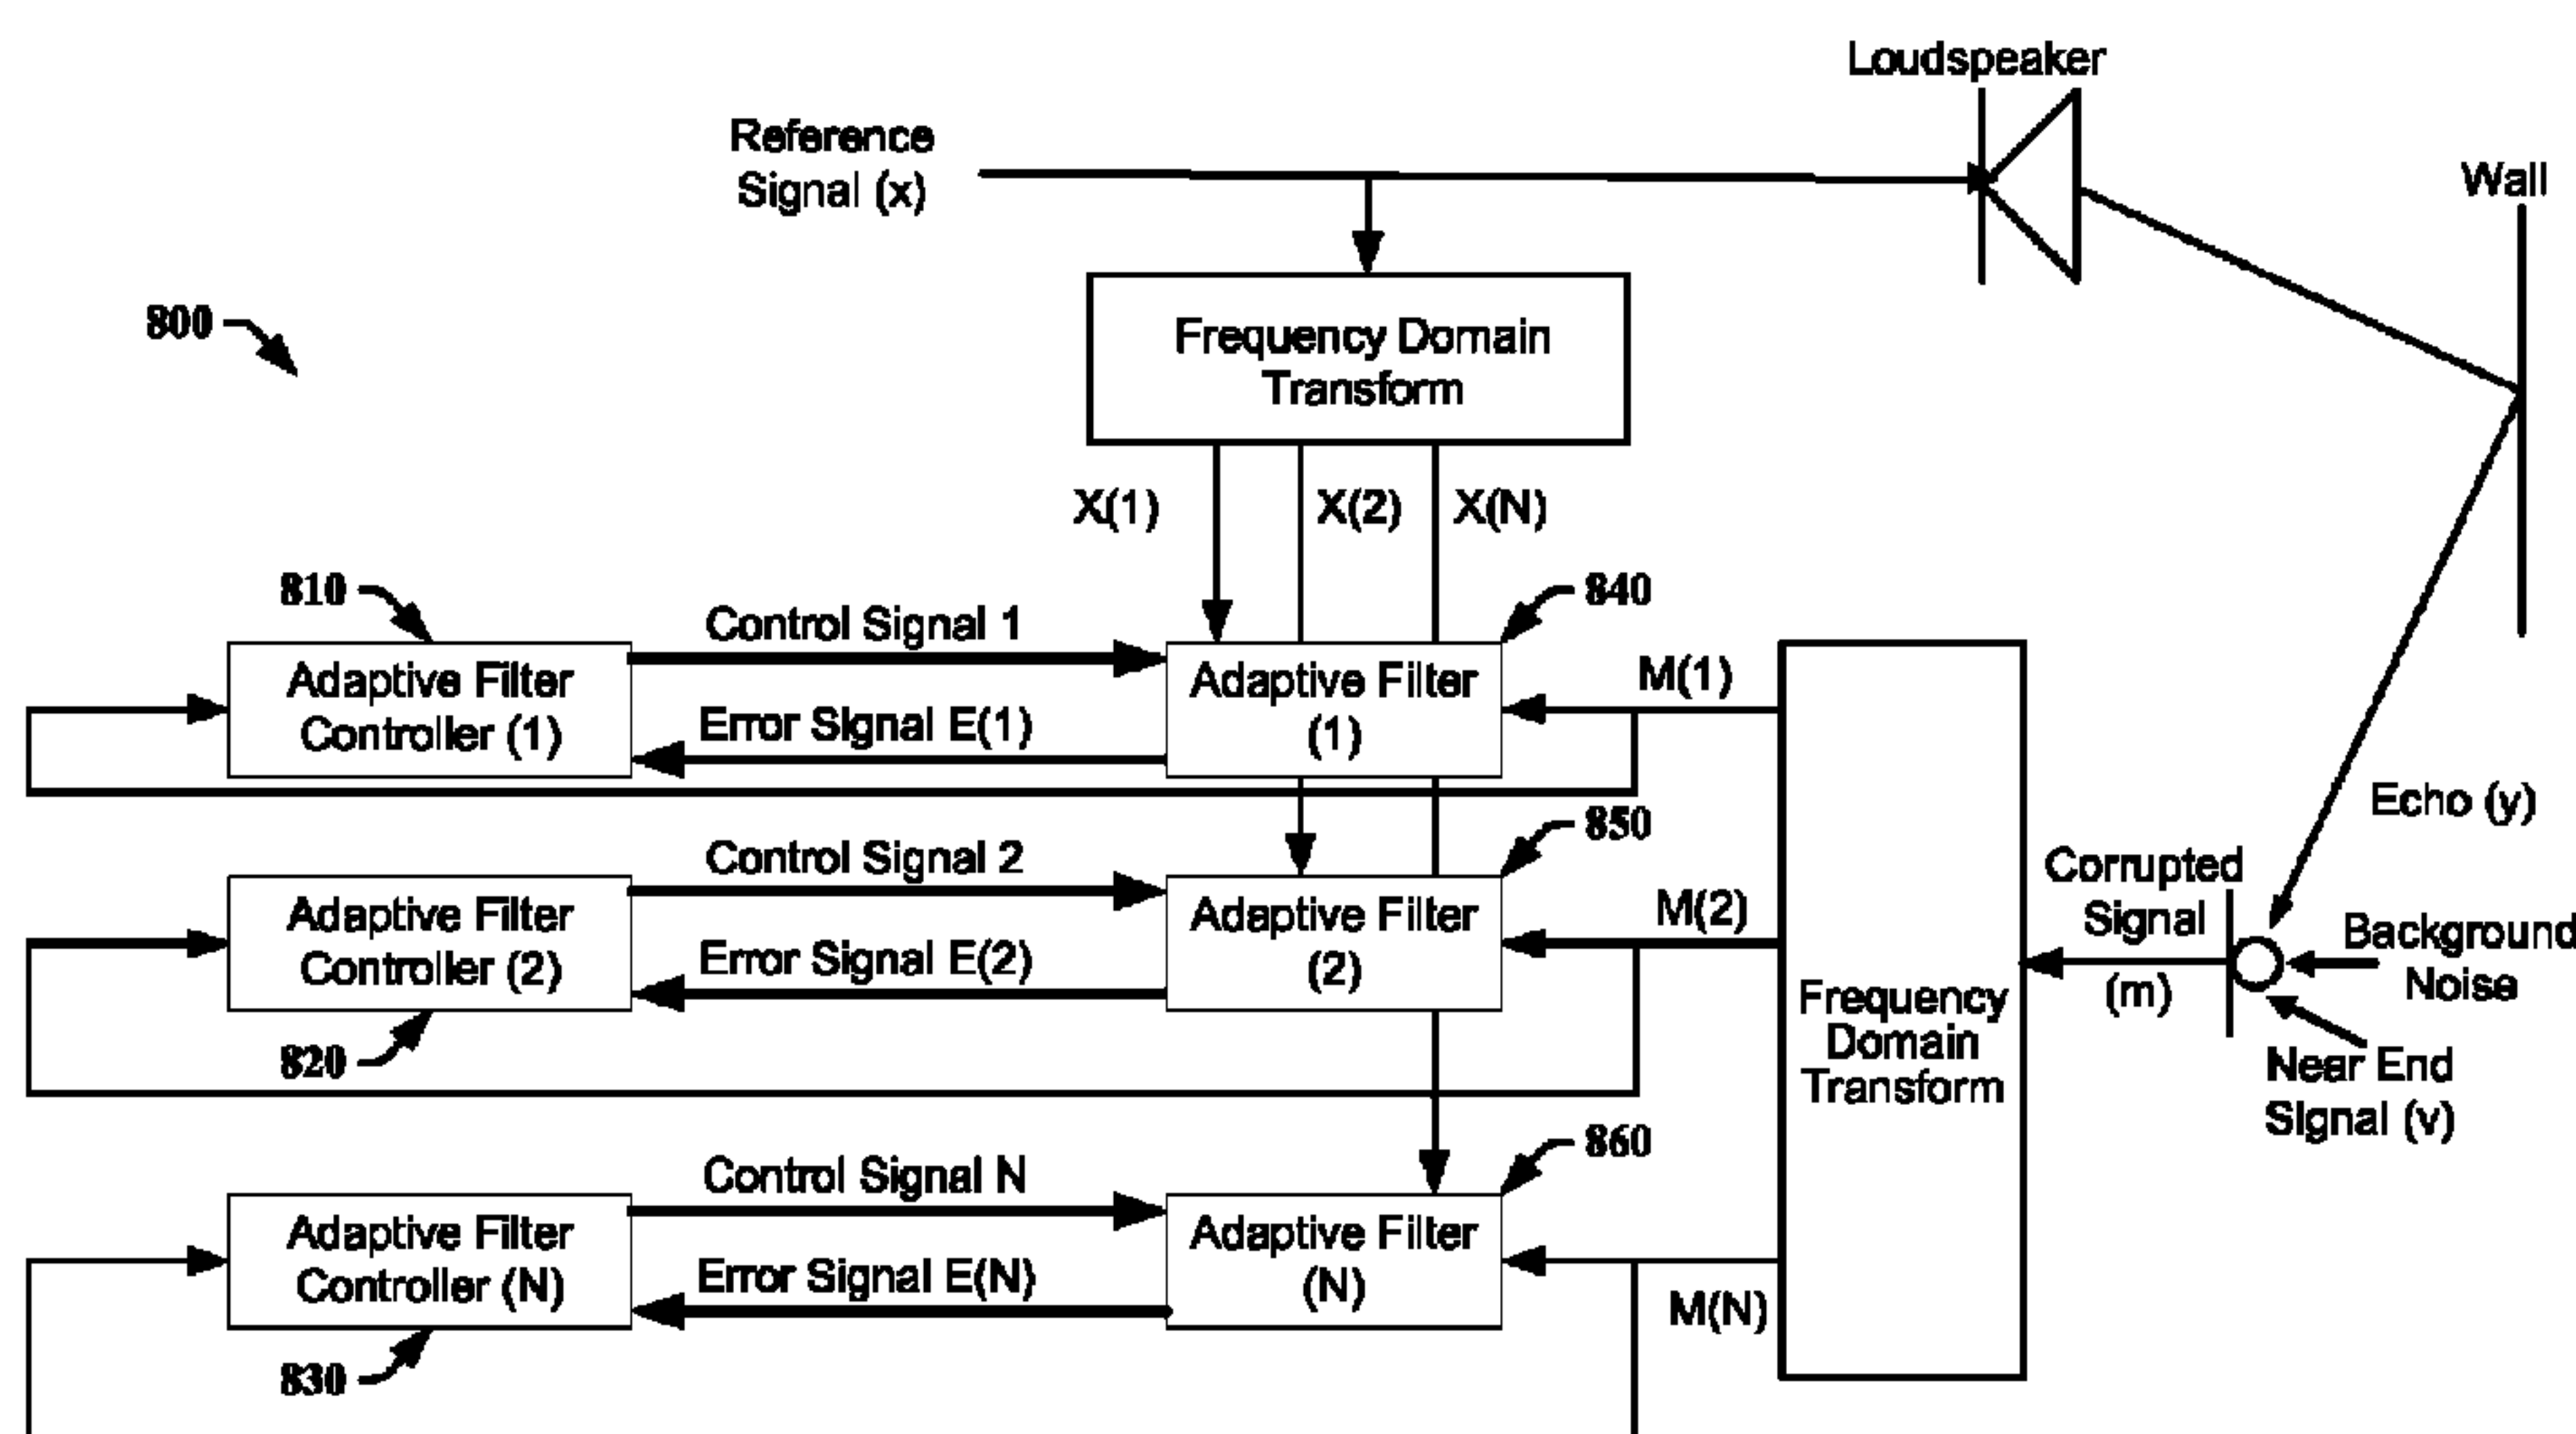 Loudspeaker
Reference
Signal (x)
Wall
800
Frequency Domain
Transform
X(1)
X(2)
X(N)
810
840
Control Signal 1
Adaptive Filter
Controller (1)
Error Signal E(1)
Adaptive Filter
(1)
M(1)
Echo (y)
850
Control Signal 2
Adaptive Filter
Controller (2)
Error Signal E(2)
Adaptive Filter
(2)
M(2)
Corrupted
Signal
(m)
Background
Noise
Frequency
Domain
Transform
Near End
Signal (v)
820
860
Control Signal N
Adaptive Filter
Controller (N)
Error Signal E(N)
Adaptive Filter
(N)
M(N)
830